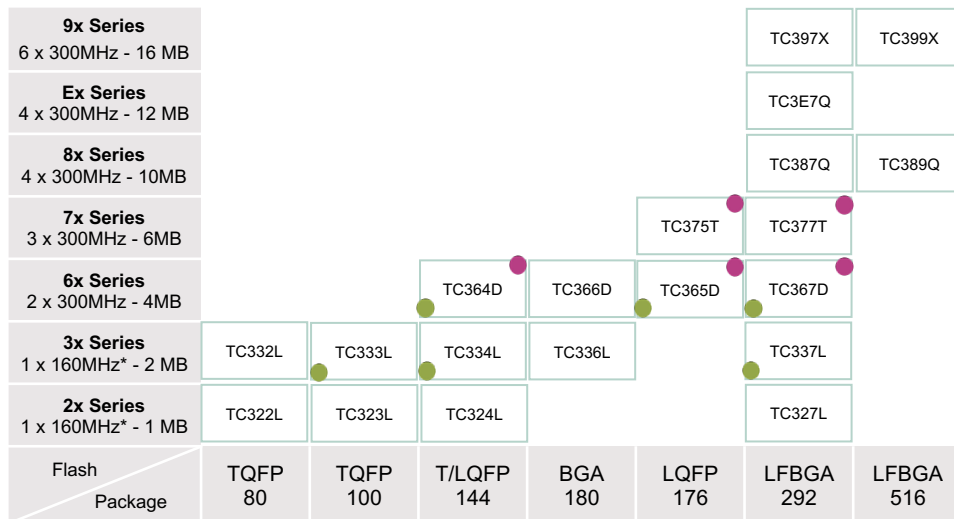 9x Series
6 x 300MHz - 16 MB
TC397X
TC399X
Ex Series
4 x 300MHz - 12 MB
TC3E7Q
8x Series
4 x 300MHz - 10MB
TC387Q
TC389Q
7x Series
3 x 300MHz - 6MB
TC375T
TC377T
6x Series
2 x 300MHz - 4MB
TC364D
TC366D
TC365D
TC367D
3x Series
1 x 160MHz* - 2 MB
TC332L
TC333L
TC334L
TC336L
TC337L
2x Series
1 x 160MHz* - 1 MB
TC322L
TC323L
TC324L
TC327L
Flash
Package
TQFP
80
TQFP
100
T/LQFP
144
BGA
180
LQFP
176
LFBGA
292
LFBGA
516